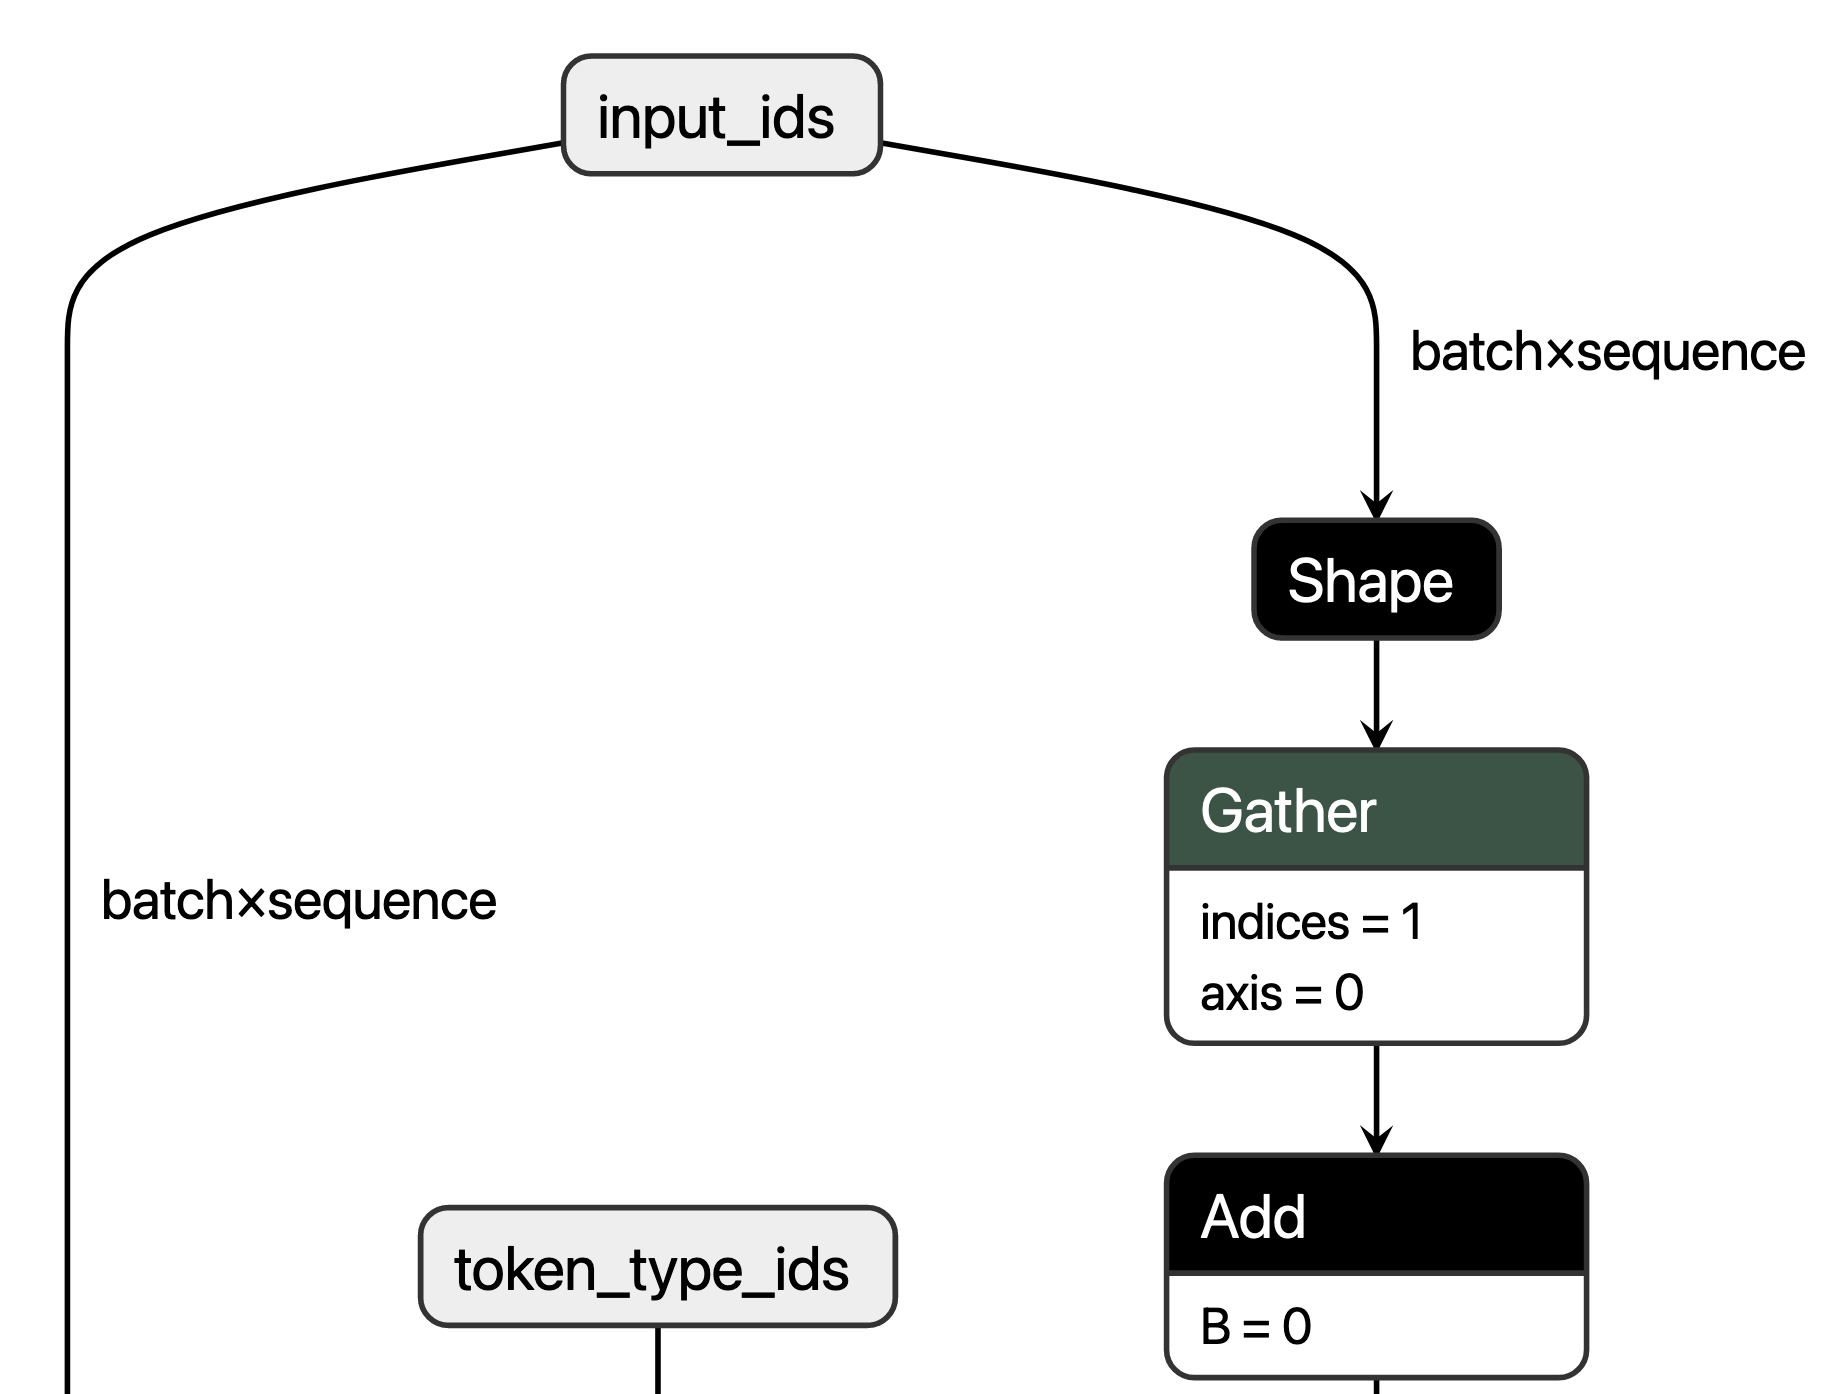 input_ids
batch×sequence
Shape
Gather
indices = 1
axis = 0
batch×sequence
Add
B = 0
token_type_ids